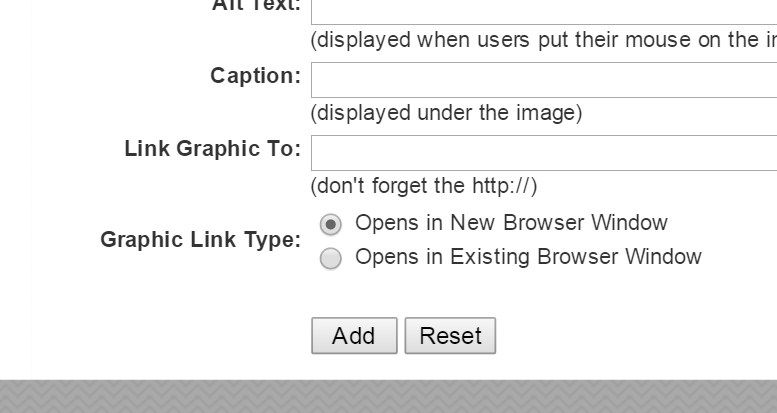 Alt Text:
(displayed when users put their mouse on the
Caption:
(displayed under the image)
Link Graphic To:
(don't forget the http://)
Graphic Link Type:
Opens in New Browser Window
Opens in Existing Browser Window
Add Reset